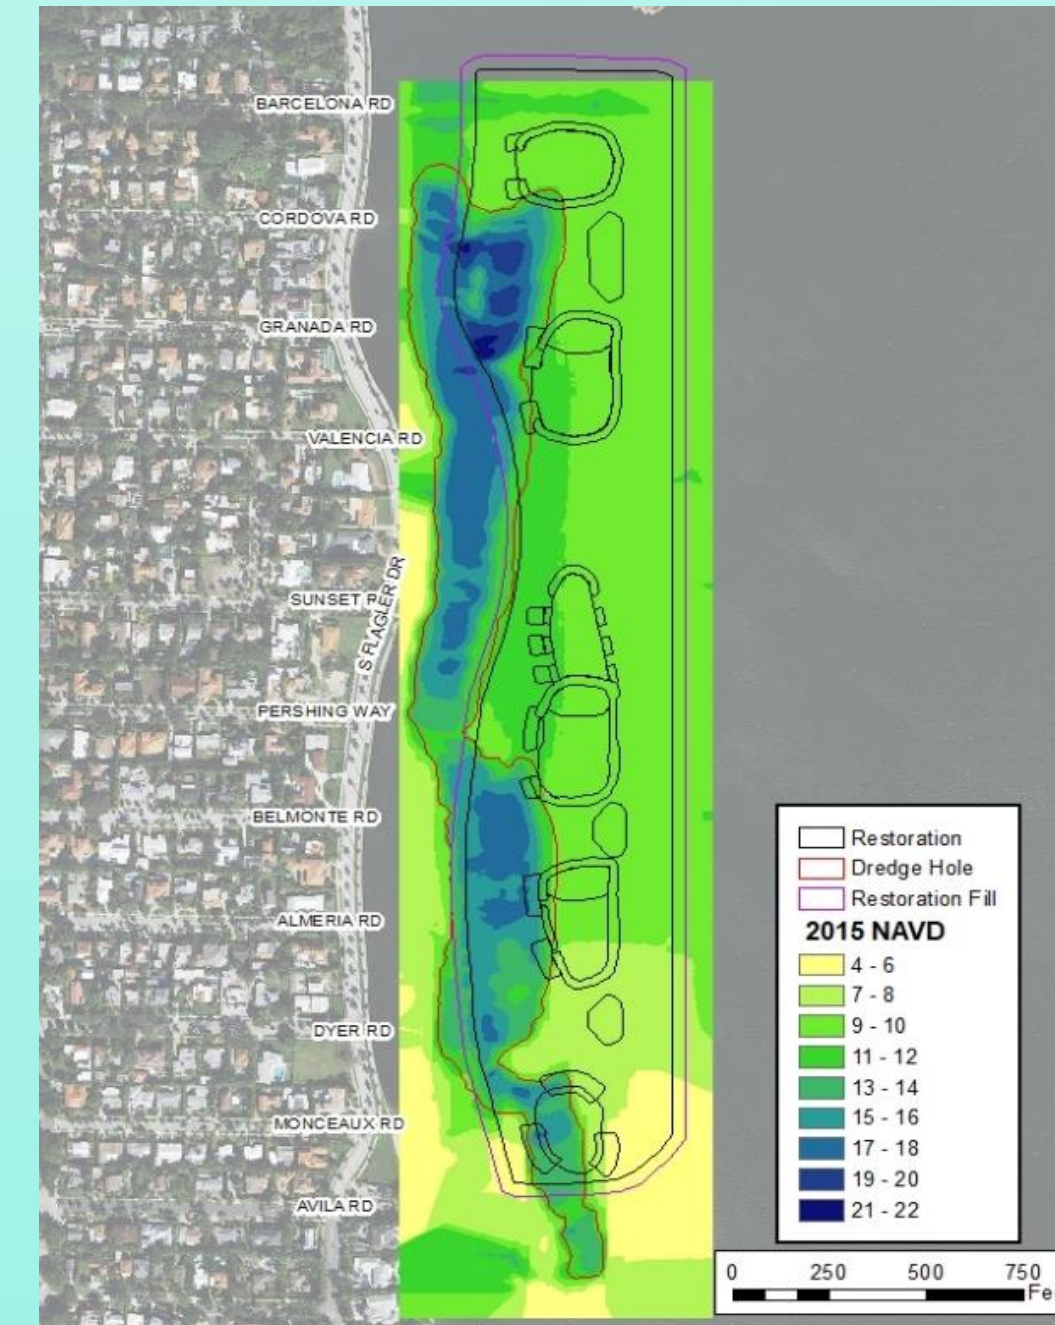 BARCELONA RD
CORDOVA RD
GRANADA RD
VALENCIA RD
SUNSET R
S FLAGLER DR
PERSHING WAY
BELMONTE RD
ALMERIA RD
DYER RD
MONCEAUX RD
AVILA RD
Restoration
Dredge Hole
Restoration Fill
2015 NAVD
4 - 6
7 - 8
9 - 10
11 - 12
13 - 14
15 - 16
17 - 18
19 - 20
21 - 22
0 250 500 750
Fe